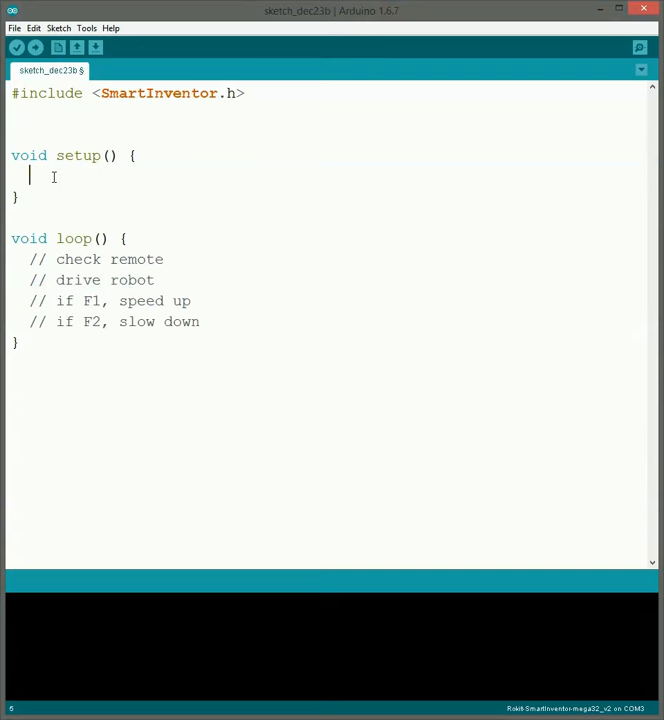 sketch_dec23b | Arduino 1.6.7
File Edit Sketch Tools Help
sketch_dec23b §
#include <SmartInventor.h>
void setup() {
}
void loop() {
// check remote
// drive robot
// if F1, speed up
// if F2, slow down
}
5 Rokit-SmartInventor-mega32_v2 on COM3